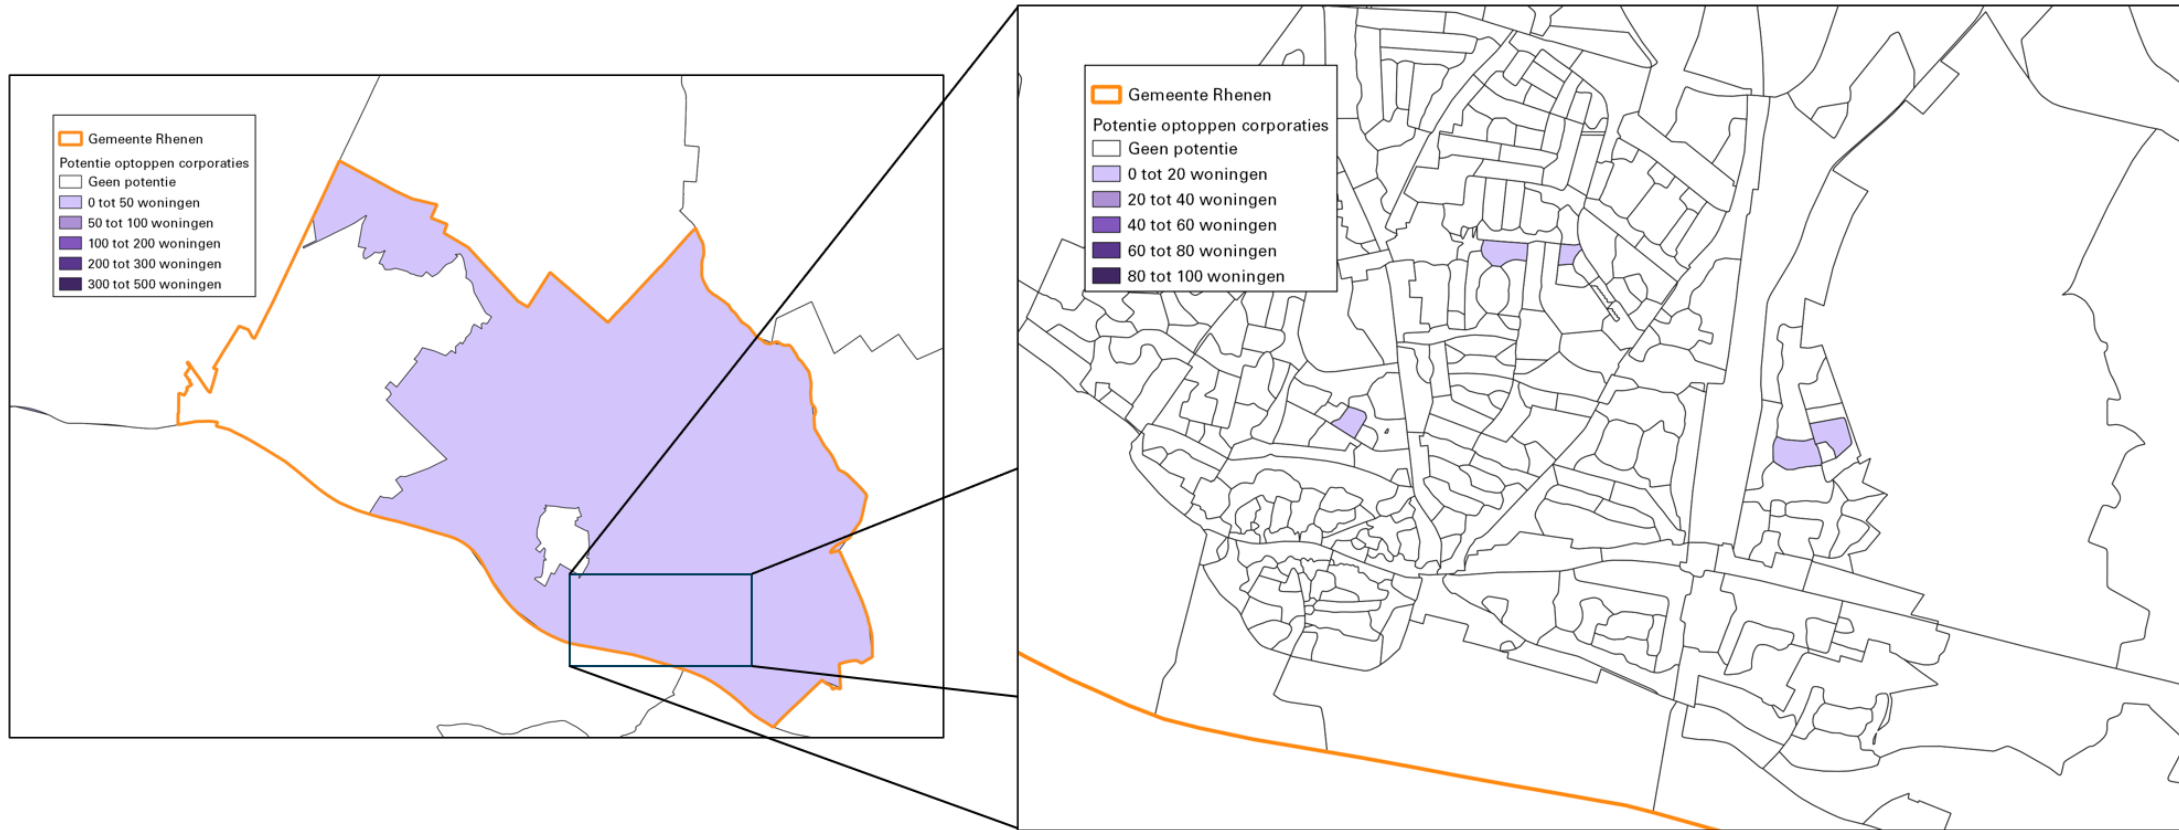 Gemeente Rhenen
Potentie optoppen corporaties
Geen potentie
0 tot 50 woningen
50 tot 100 woningen
100 tot 200 woningen
200 tot 300 woningen
300 tot 500 woningen
Gemeente Rhenen
Potentie optoppen corporaties
Geen potentie
0 tot 20 woningen
20 tot 40 woningen
40 tot 60 woningen
60 tot 80 woningen
80 tot 100 woningen